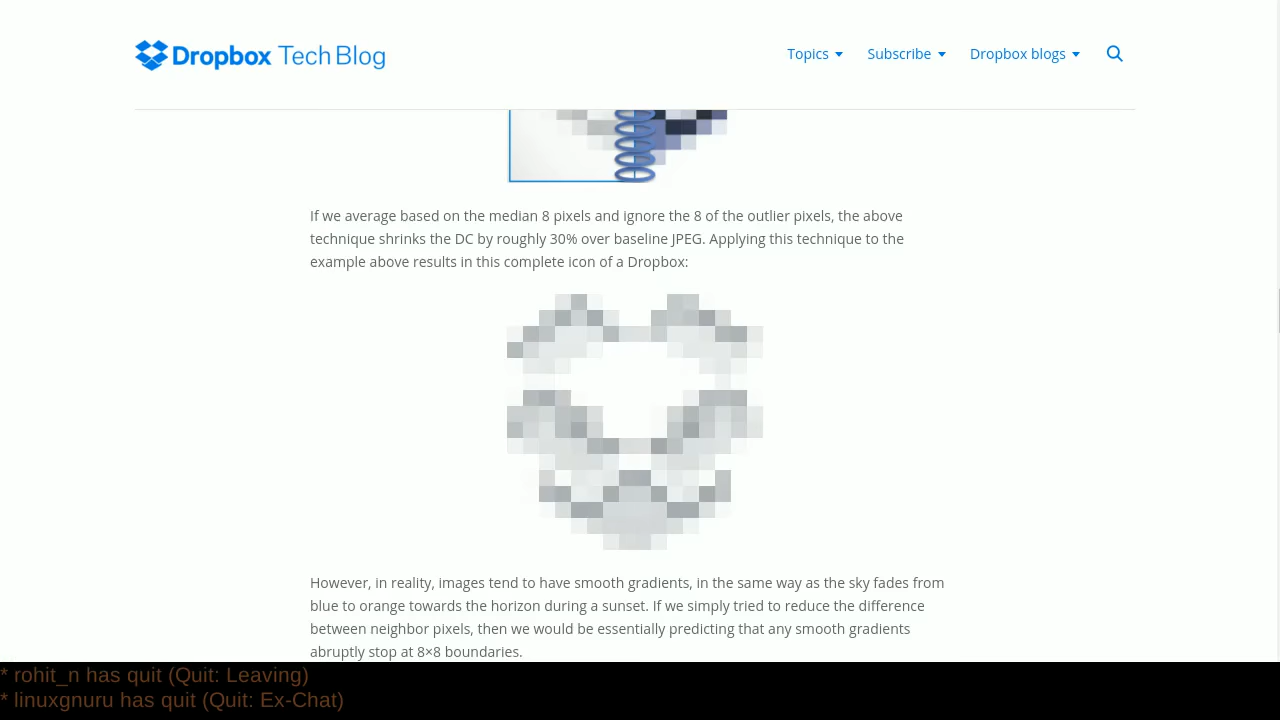 Dropbox Tech Blog
Topics Subscribe Dropbox blogs
If we average based on the median 8 pixels and ignore the 8 of the outlier pixels, the above
technique shrinks the DC by roughly 30% over baseline JPEG. Applying this technique to the
example above results in this complete icon of a Dropbox:
However, in reality, images tend to have smooth gradients, in the same way as the sky fades from
blue to orange towards the horizon during a sunset. If we simply tried to reduce the difference
between neighbor pixels, then we would be essentially predicting that any smooth gradients
abruptly stop at 8×8 boundaries.
* rohit_n has quit (Quit: Leaving)
* linuxgnuru has quit (Quit: Ex-Chat)